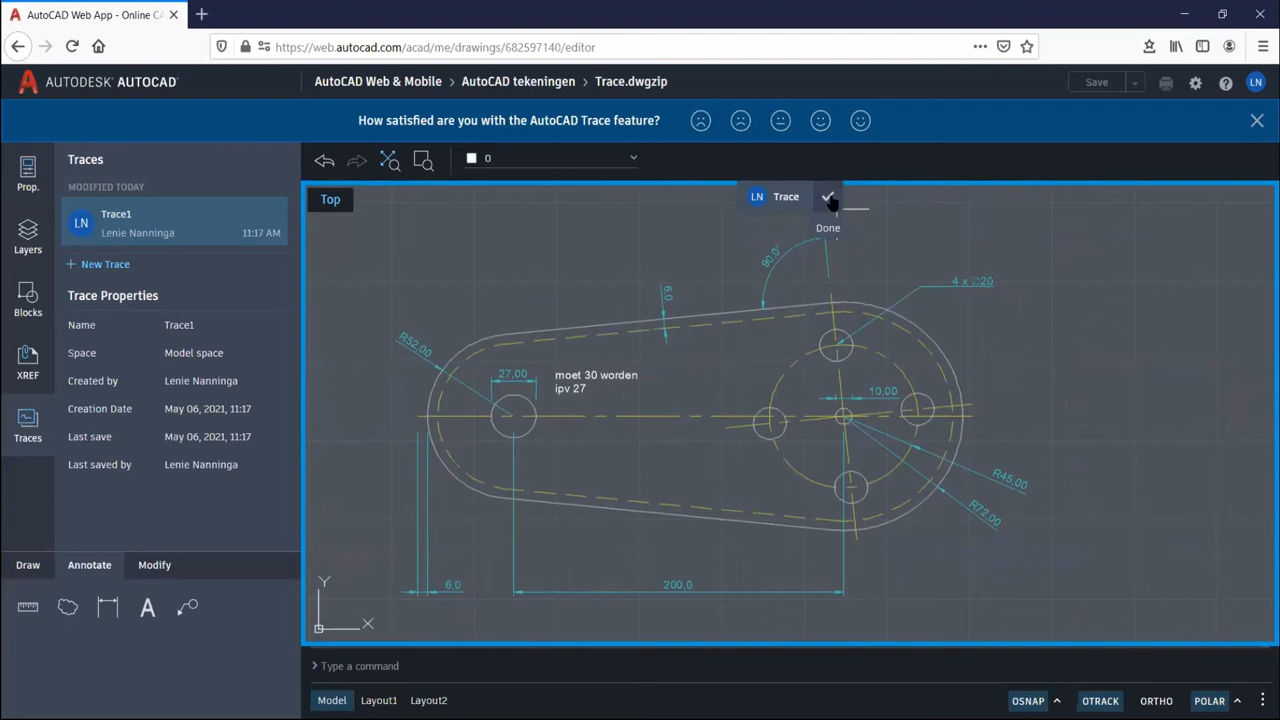 AutoCAD Web App - Online CA
https://web.autocad.com/acad/me/drawings/682597140/editor
AUTODESK® AUTOCAD®
AutoCAD Web & Mobile > AutoCAD tekeningen > Trace.dwgzip
Save
LN
How satisfied are you with the AutoCAD Trace feature?
Prop.
Layers
Blocks
XREF
Traces
Traces
MODIFIED TODAY
LN
Trace1
Lenie Nanninga 11:17 AM
+ New Trace
Trace Properties
Name Trace1
Space Model space
Created by Lenie Nanninga
Creation Date May 06, 2021, 11:17
Last save May 06, 2021, 11:17
Last saved by Lenie Nanninga
Draw Annotate Modify
A
0
Top
LN Trace
Done
90.0°
6,0
4 x ∅20
R52,00
27,00
moet 30 worden
ipv 27
10,00
R45,00
R72,00
6,0
200,0
Y
X
Type a command
Model Layout1 Layout2
OSNAP OTRACK ORTHO POLAR